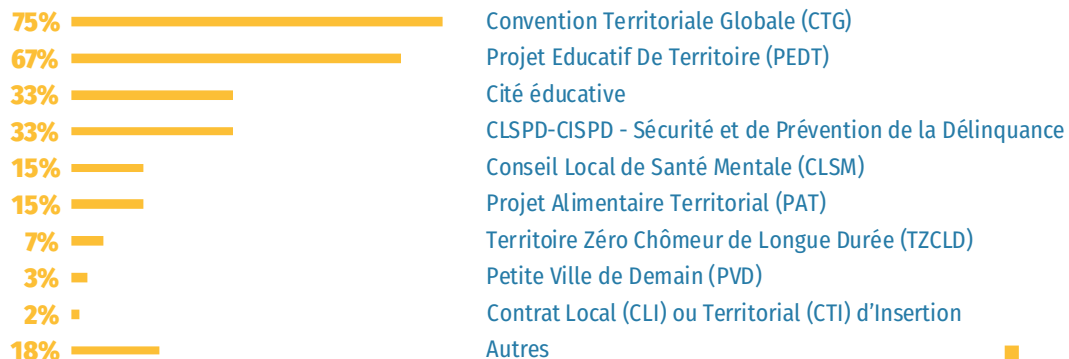 75% Convention Territoriale Globale (CTG)
67% Projet Educatif De Territoire (PEDT)
33% Cité éducative
33% CLSPD-CISPD - Sécurité et de Prévention de la Délinquance
15% Conseil Local de Santé Mentale (CLSM)
15% Projet Alimentaire Territorial (PAT)
7% Territoire Zéro Chômeur de Longue Durée (TZCLD)
3% Petite Ville de Demain (PVD)
2% Contrat Local (CLI) ou Territorial (CTI) d’Insertion
18% Autres